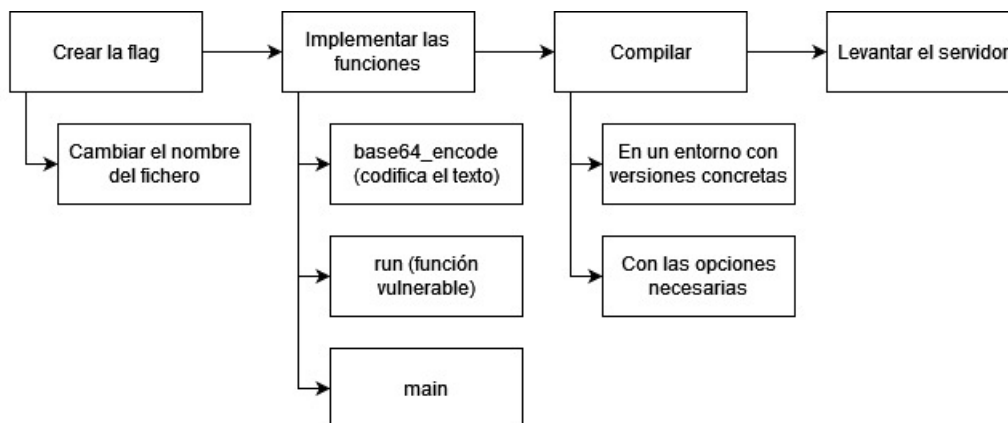 Crear la flag
Implementar las
funciones
Compilar
Levantar el servidor
Cambiar el nombre
del fichero
base64_encode
(codifica el texto)
En un entorno con
versiones concretas
run (función
vulnerable)
Con las opciones
necesarias
main